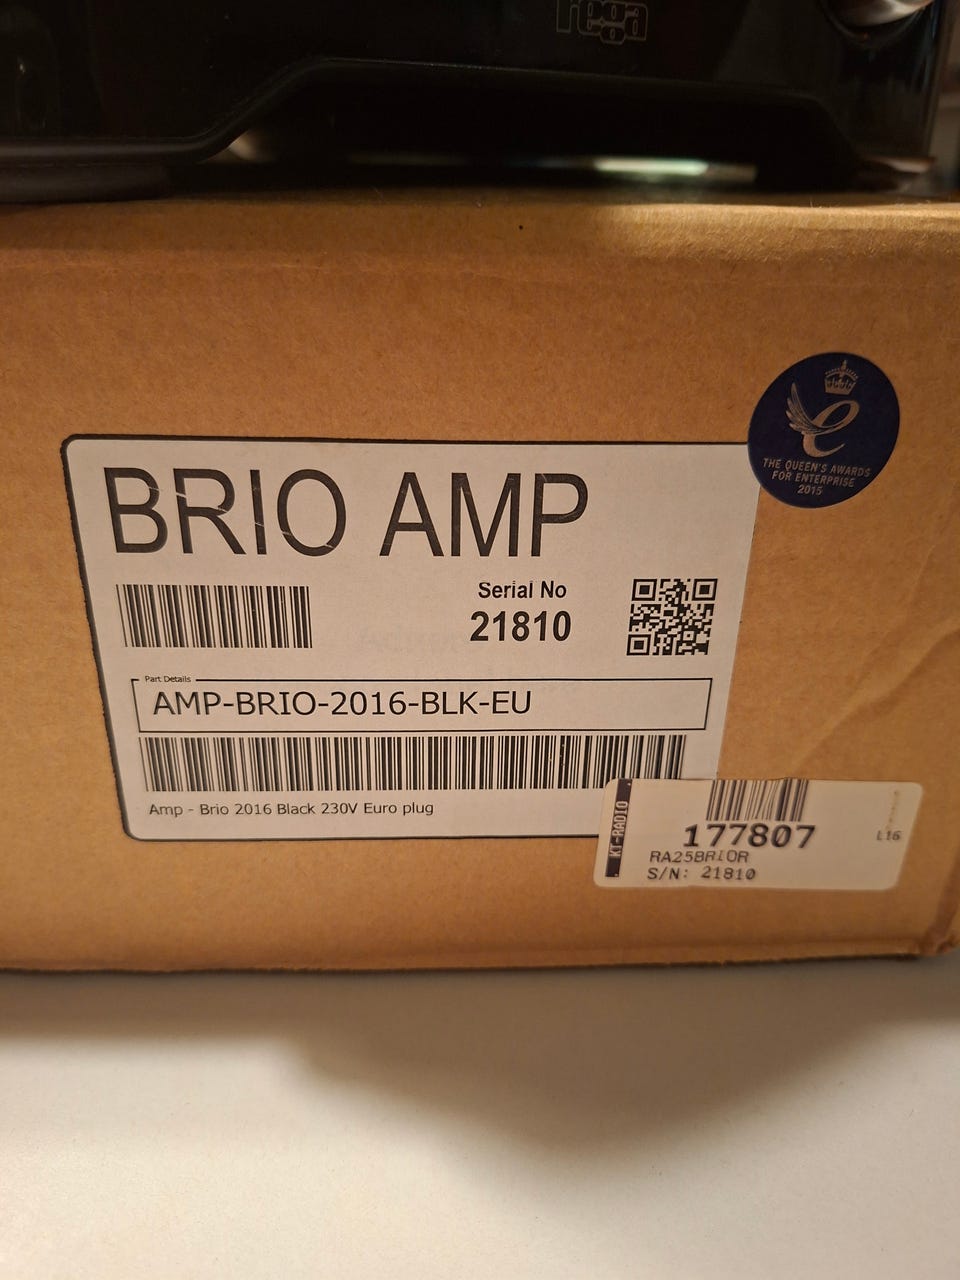 rega
THE QUEEN'S AWARDS
FOR ENTERPRISE
2015
BRIO AMP
Serial No
21810
Part Details
AMP-BRIO-2016-BLK-EU
Amp - Brio 2016 Black 230V Euro plug
KT-RADIO
177807
L16
RA25BRIOR
S/N: 21810